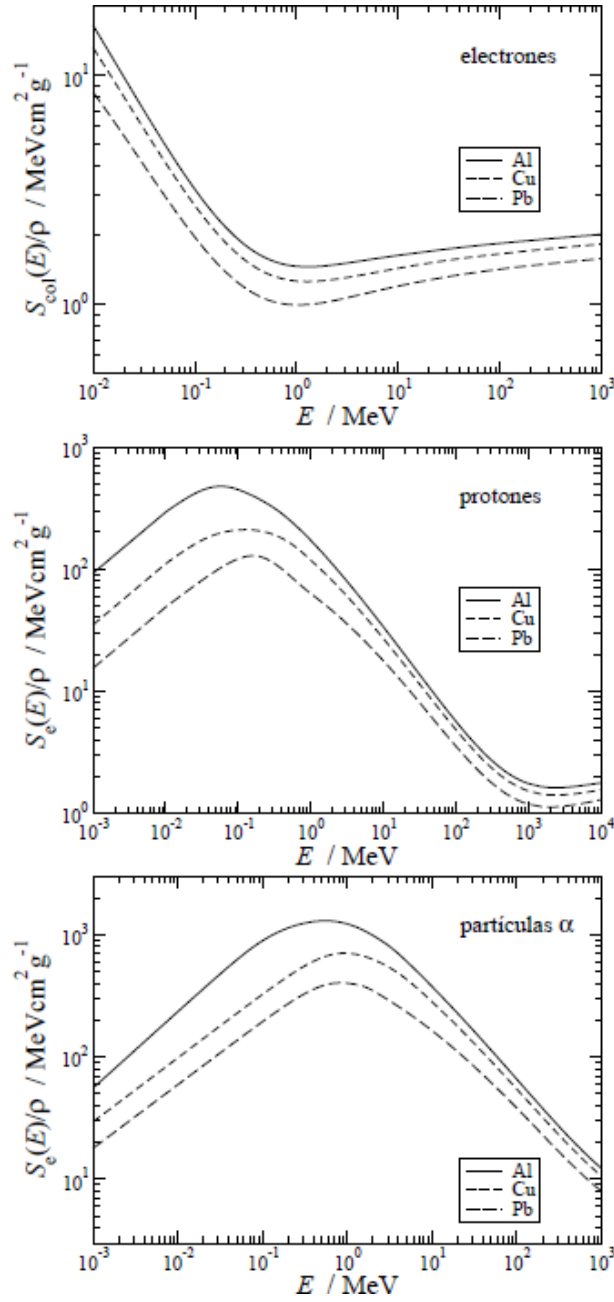 electrones
10¹
10⁰
S_col(E)/ρ / MeVcm²g⁻¹
Al
Cu
Pb
10⁻² 10⁻¹ 10⁰ 10¹ 10² 10³
E / MeV
protones
10³
10²
10¹
10⁰
S_e(E)/ρ / MeVcm²g⁻¹
Al
Cu
Pb
10⁻³ 10⁻² 10⁻¹ 10⁰ 10¹ 10² 10³ 10⁴
E / MeV
partículas α
10³
10²
10¹
S_e(E)/ρ / MeVcm²g⁻¹
Al
Cu
Pb
10⁻³ 10⁻² 10⁻¹ 10⁰ 10¹ 10² 10³
E / MeV